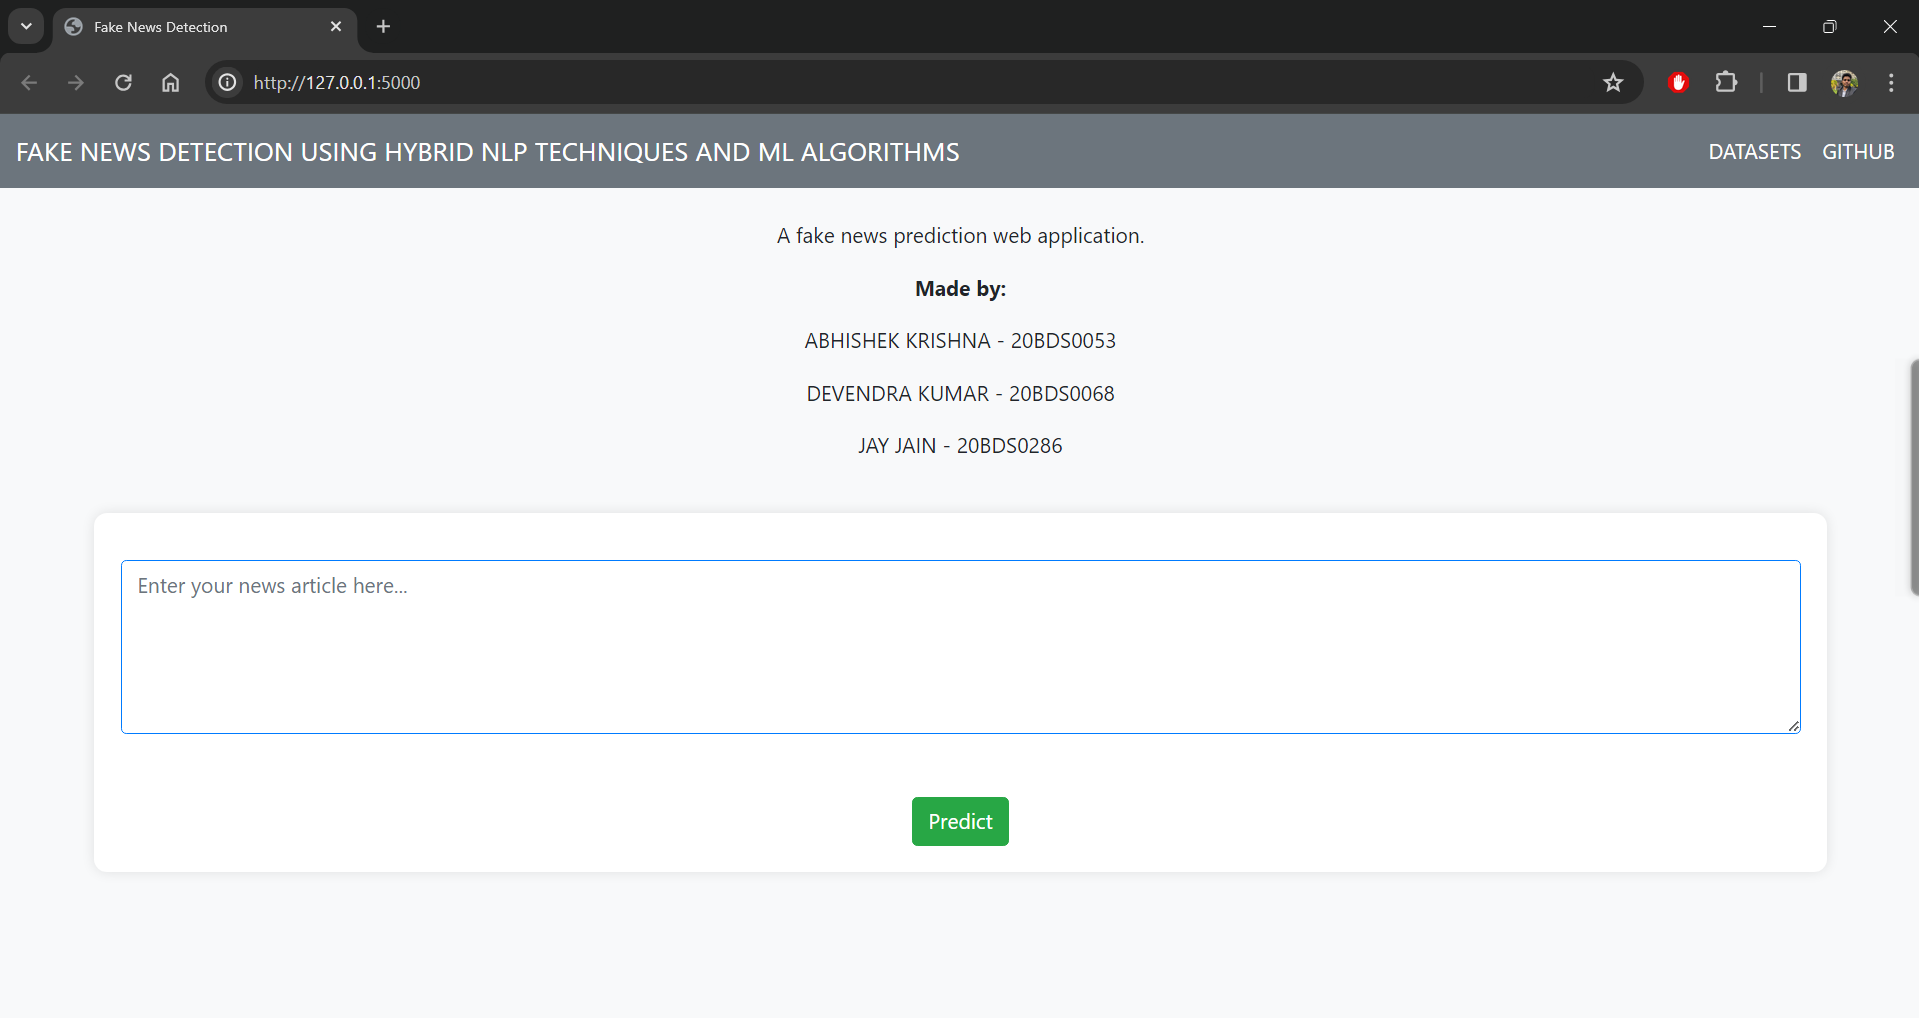 Fake News Detection
http://127.0.0.1:5000
FAKE NEWS DETECTION USING HYBRID NLP TECHNIQUES AND ML ALGORITHMS
DATASETS GITHUB
A fake news prediction web application.
Made by:
ABHISHEK KRISHNA - 20BDS0053
DEVENDRA KUMAR - 20BDS0068
JAY JAIN - 20BDS0286
Enter your news article here...
Predict